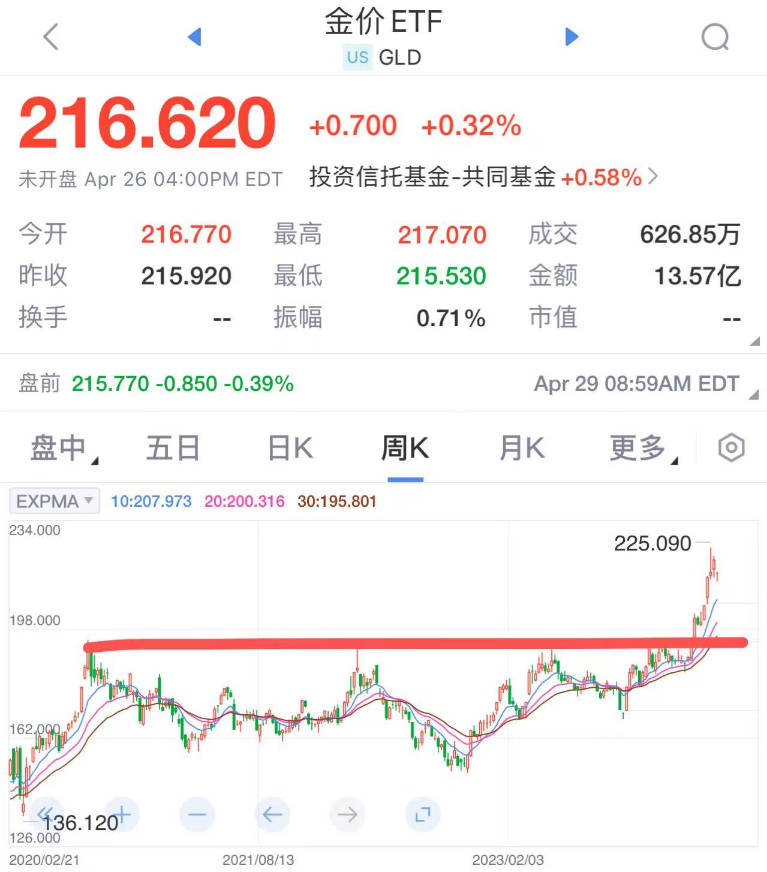 金价ETF
US GLD
216.620 +0.700 +0.32%
未开盘 Apr 26 04:00PM EDT 投资信托基金-共同基金 +0.58%
今开 216.770 最高 217.070 成交 626.85万
昨收 215.920 最低 215.530 金额 13.57亿
换手 -- 振幅 0.71% 市值 --
盘前 215.770 -0.850 -0.39% Apr 29 08:59AM EDT
盘中 五日 日K 周K 月K 更多
EXPMA 10:207.973 20:200.316 30:195.801
234.000
225.090
198.000
162.000
136.120
126.000
2020/02/21 2021/08/13 2023/02/03